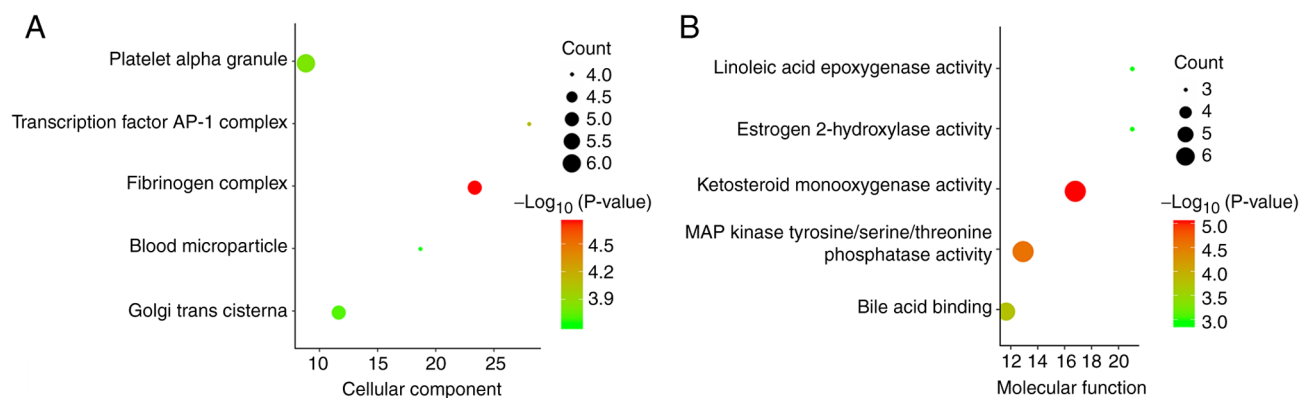 A
Platelet alpha granule
Transcription factor AP-1 complex
Fibrinogen complex
Blood microparticle
Golgi trans cisterna
10 15 20 25
Cellular component
Count
4.0
4.5
5.0
5.5
6.0
−Log10 (P-value)
4.5
4.2
3.9
B
Linoleic acid epoxygenase activity
Estrogen 2-hydroxylase activity
Ketosteroid monooxygenase activity
MAP kinase tyrosine/serine/threonine
phosphatase activity
Bile acid binding
12 14 16 18 20
Molecular function
Count
3
4
5
6
−Log10 (P-value)
5.0
4.5
4.0
3.5
3.0